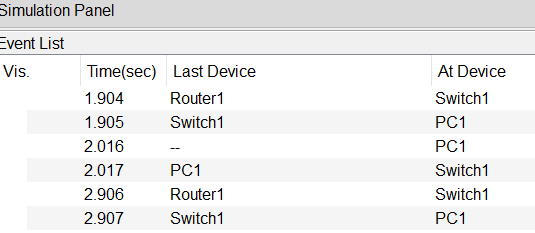 Simulation Panel
Event List
Vis. Time(sec) Last Device At Device
1.904 Router1 Switch1
1.905 Switch1 PC1
2.016 -- PC1
2.017 PC1 Switch1
2.906 Router1 Switch1
2.907 Switch1 PC1